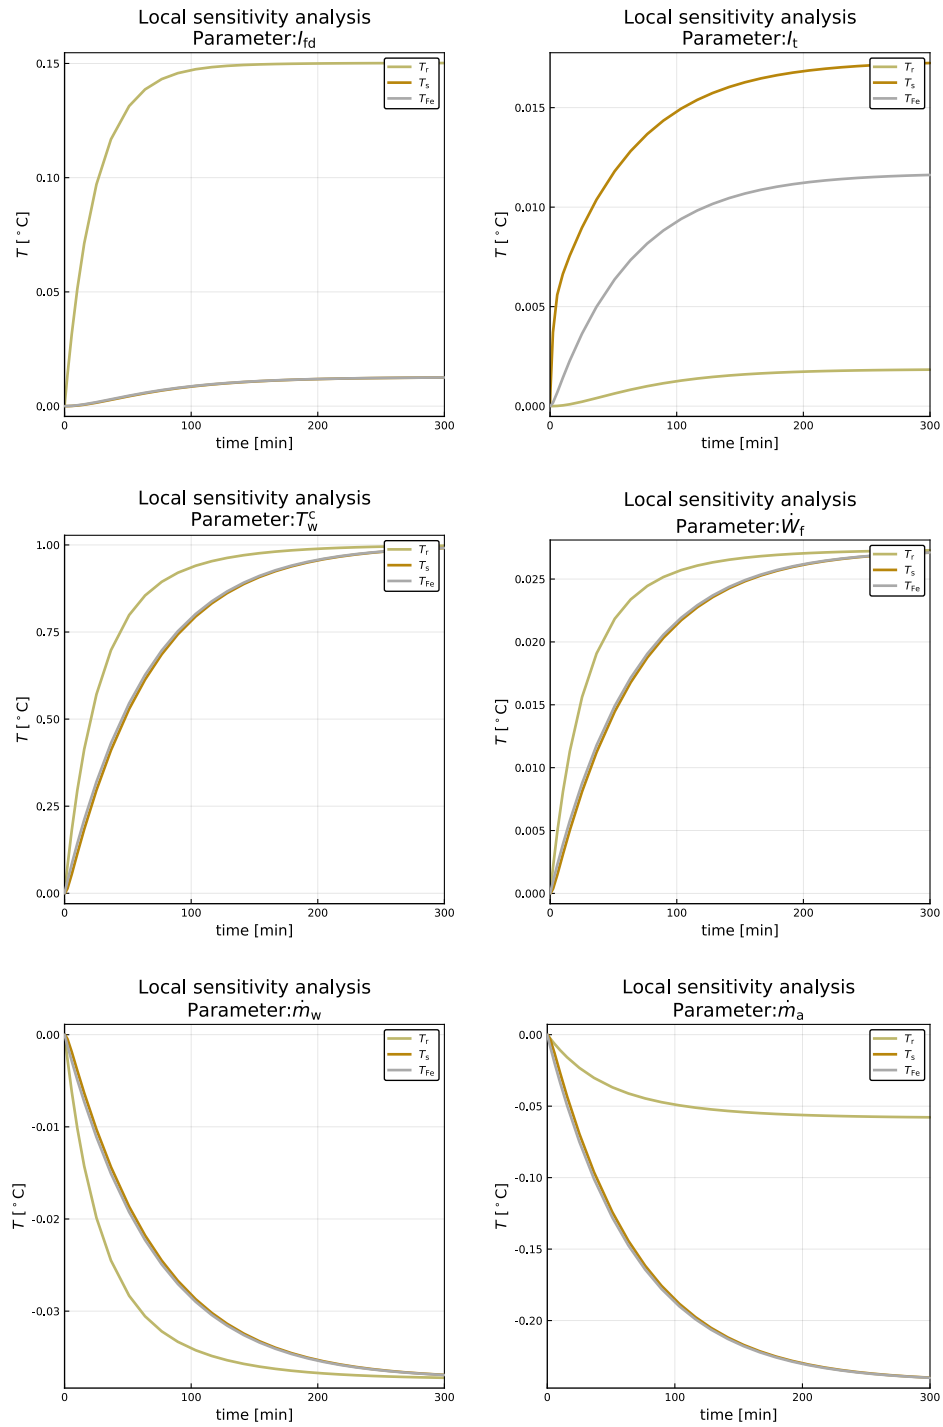 Local sensitivity analysis
Parameter:I_fd
0.15
0.10
0.05
0.00
T [°C]
T_r
T_s
T_Fe
0
100
200
300
time [min]
Local sensitivity analysis
Parameter:I_t
0.015
0.010
0.005
0.000
T [°C]
T_r
T_s
T_Fe
0
100
200
300
time [min]
Local sensitivity analysis
Parameter:T_w^c
1.00
0.75
0.50
0.25
0.00
T [°C]
T_r
T_s
T_Fe
0
100
200
300
time [min]
Local sensitivity analysis
Parameter:Ẇ_f
0.025
0.020
0.015
0.010
0.005
0.000
T [°C]
T_r
T_s
T_Fe
0
100
200
300
time [min]
Local sensitivity analysis
Parameter:ṁ_w
0.00
-0.01
-0.02
-0.03
T [°C]
T_r
T_s
T_Fe
0
100
200
300
time [min]
Local sensitivity analysis
Parameter:ṁ_a
0.00
-0.05
-0.10
-0.15
-0.20
T [°C]
T_r
T_s
T_Fe
0
100
200
300
time [min]